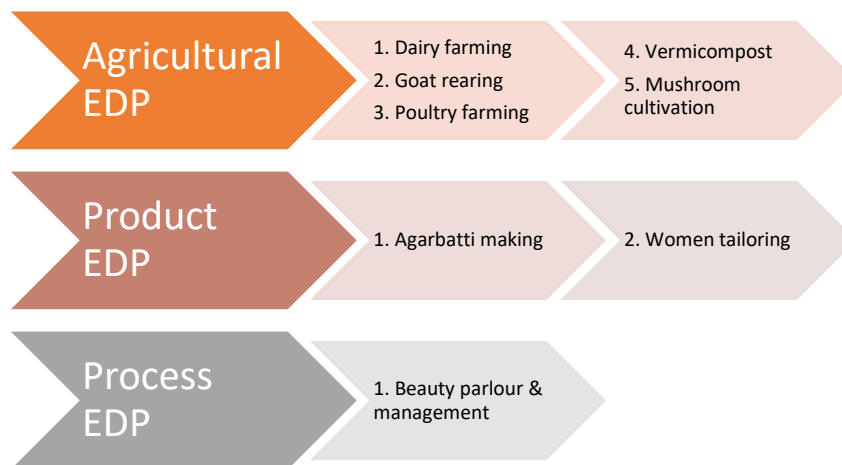 Agricultural
EDP
1. Dairy farming
2. Goat rearing
3. Poultry farming
4. Vermicompost
5. Mushroom
cultivation
Product
EDP
1. Agarbatti making
2. Women tailoring
Process
EDP
1. Beauty parlour &
management